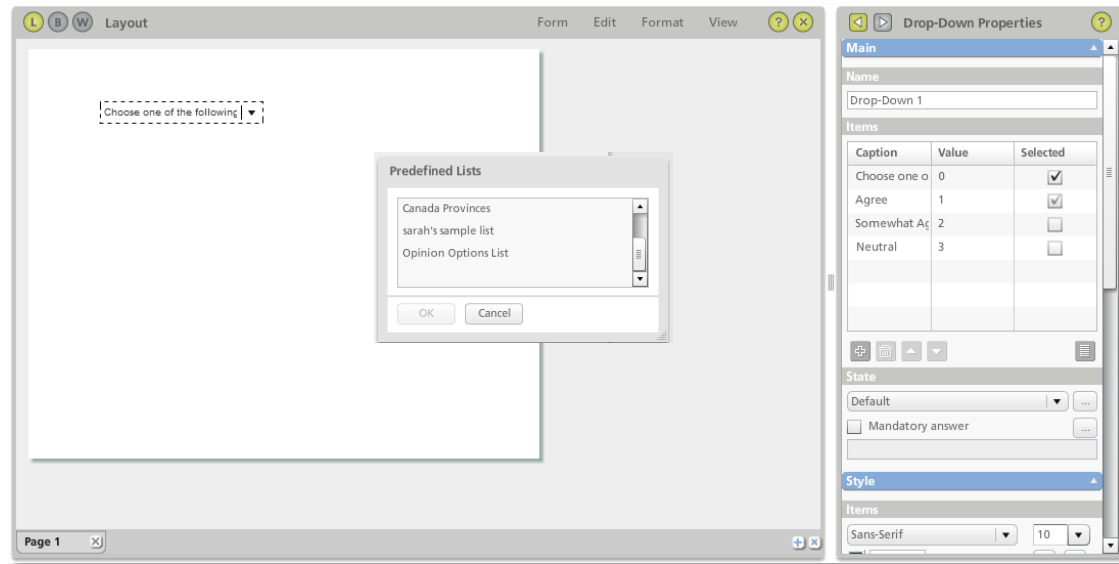 L B W Layout Form Edit Format View ? ×
Choose one of the following
Predefined Lists
Canada Provinces
sarah's sample list
Opinion Options List
OK Cancel
Page 1
Drop-Down Properties ?
Main
Name
Drop-Down 1
Items
Caption Value Selected
Choose one o 0
Agree 1
Somewhat Ag 2
Neutral 3
State
Default ...
Mandatory answer ...
Style
Items
Sans-Serif 10